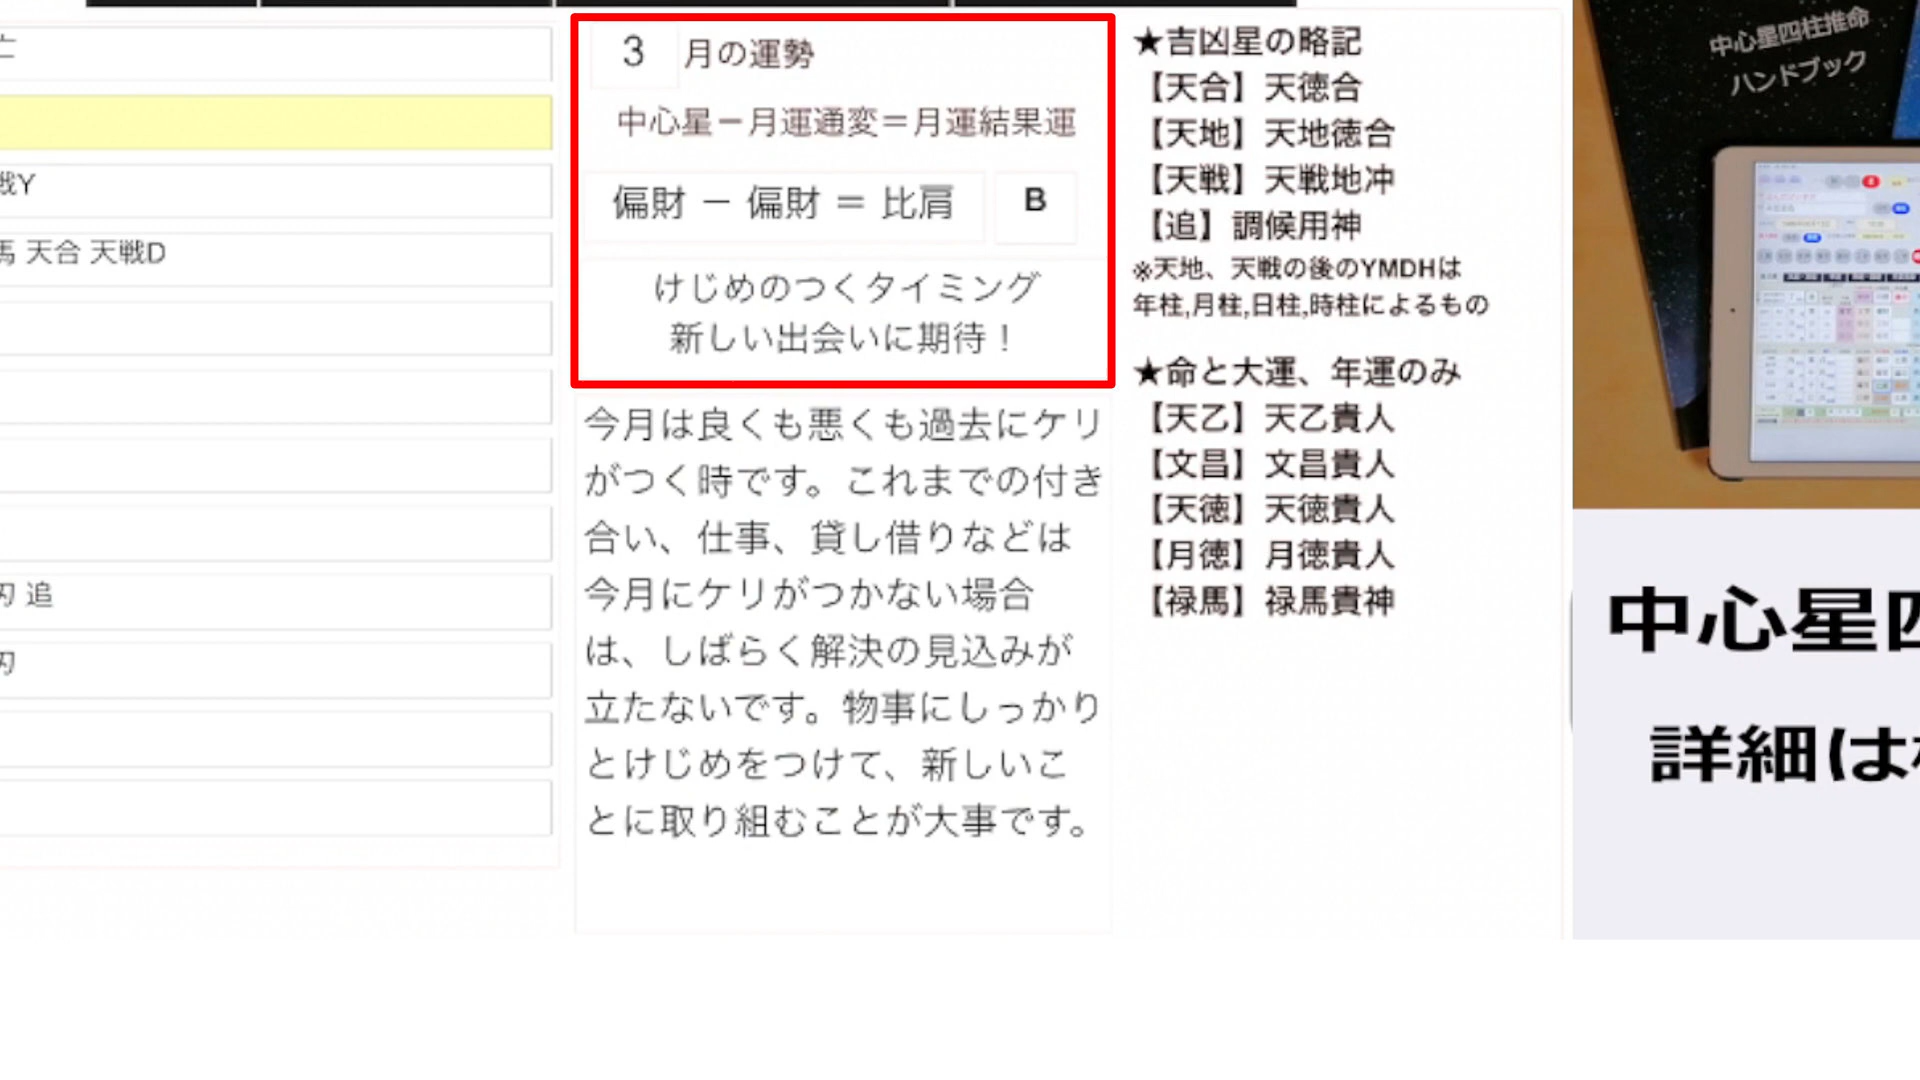 戦Y
馬 天合 天戦D
刃 追
刃
3 月の運勢
中心星－月運通変＝月運結果運
偏財 － 偏財 ＝ 比肩 B
けじめのつくタイミング
新しい出会いに期待！
今月は良くも悪くも過去にケリ
がつく時です。これまでの付き
合い、仕事、貸し借りなどは
今月にケリがつかない場合
は、しばらく解決の見込みが
立たないです。物事にしっかり
とけじめをつけて、新しいこ
とに取り組むことが大事です。
★吉凶星の略記
【天合】天徳合
【天地】天地徳合
【天戦】天戦地冲
【追】調候用神
※天地、天戦の後のYMDHは
年柱,月柱,日柱,時柱によるもの
★命と大運、年運のみ
【天乙】天乙貴人
【文昌】文昌貴人
【天徳】天徳貴人
【月徳】月徳貴人
【禄馬】禄馬貴神
中心星四柱推命
ハンドブック
中心星四
詳細は